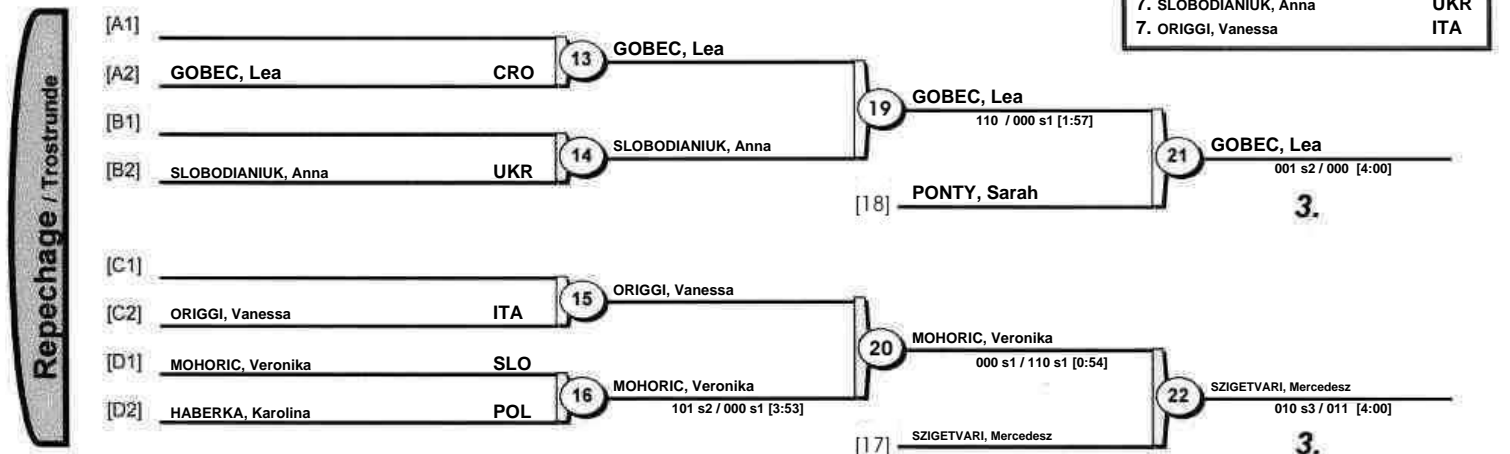 7. SLOBODIANIUK, Anna UKR
7. ORIGGI, Vanessa ITA
Repechage / Trostrunde
[A1]
[A2] GOBEC, Lea CRO
13 GOBEC, Lea
[B1]
[B2] SLOBODIANIUK, Anna UKR
14 SLOBODIANIUK, Anna
19 GOBEC, Lea
110 / 000 s1 [1:57]
[18] PONTY, Sarah
21 GOBEC, Lea
001 s2 / 000 [4:00]
3.
[C1]
[C2] ORIGGI, Vanessa ITA
15 ORIGGI, Vanessa
[D1] MOHORIC, Veronika SLO
[D2] HABERKA, Karolina POL
16 MOHORIC, Veronika
101 s2 / 000 s1 [3:53]
20 MOHORIC, Veronika
000 s1 / 110 s1 [0:54]
[17] SZIGETVARI, Mercedesz
22 SZIGETVARI, Mercedesz
010 s3 / 011 [4:00]
3.